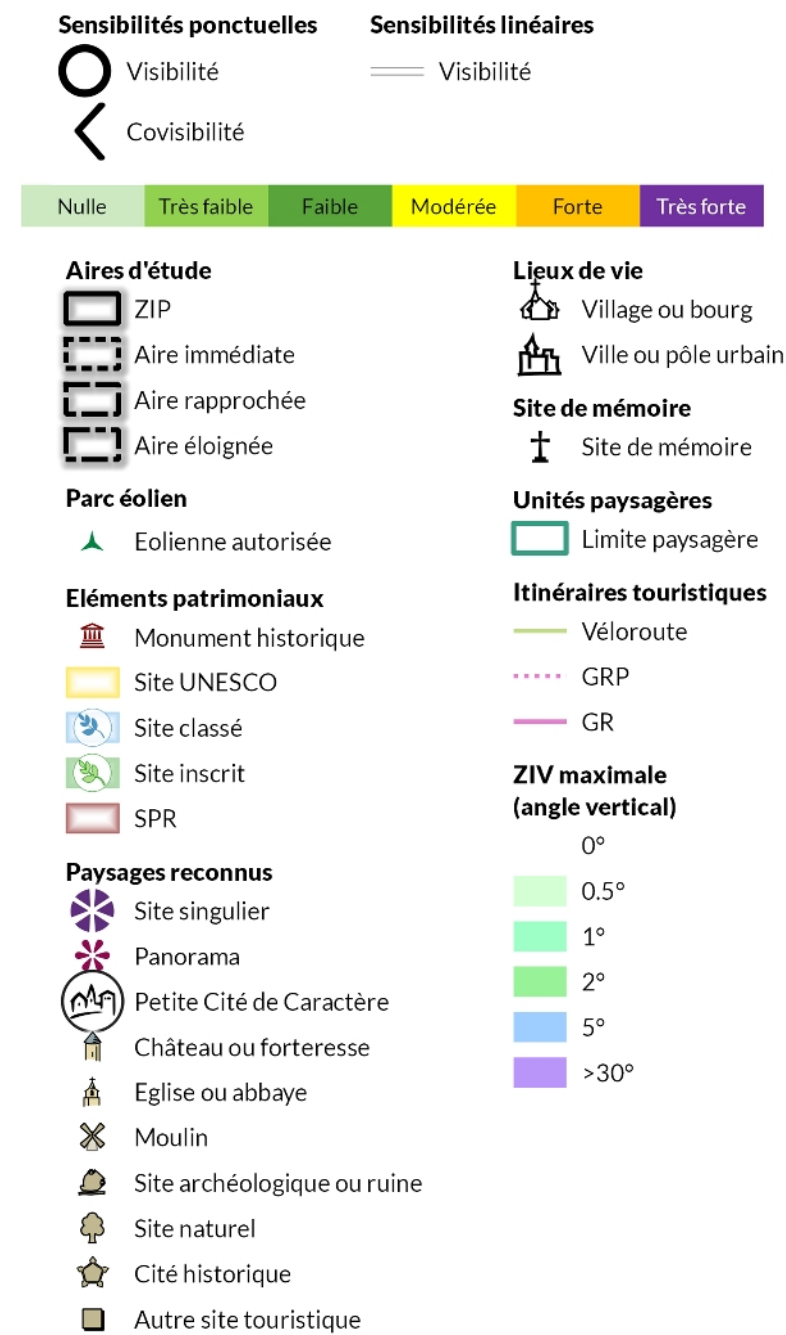 Sensibilités ponctuelles
Visibilité
Covisibilité
Sensibilités linéaires
Visibilité
Nulle Très faible Faible Modérée Forte Très forte
Aires d'étude
ZIP
Aire immédiate
Aire rapprochée
Aire éloignée
Parc éolien
Eolienne autorisée
Eléments patrimoniaux
Monument historique
Site UNESCO
Site classé
Site inscrit
SPR
Paysages reconnus
Site singulier
Panorama
Petite Cité de Caractère
Château ou forteresse
Eglise ou abbaye
Moulin
Site archéologique ou ruine
Site naturel
Cité historique
Autre site touristique
Lieux de vie
Village ou bourg
Ville ou pôle urbain
Site de mémoire
Site de mémoire
Unités paysagères
Limite paysagère
Itinéraires touristiques
Véloroute
GRP
GR
ZIV maximale
(angle vertical)
0°
0.5°
1°
2°
5°
>30°